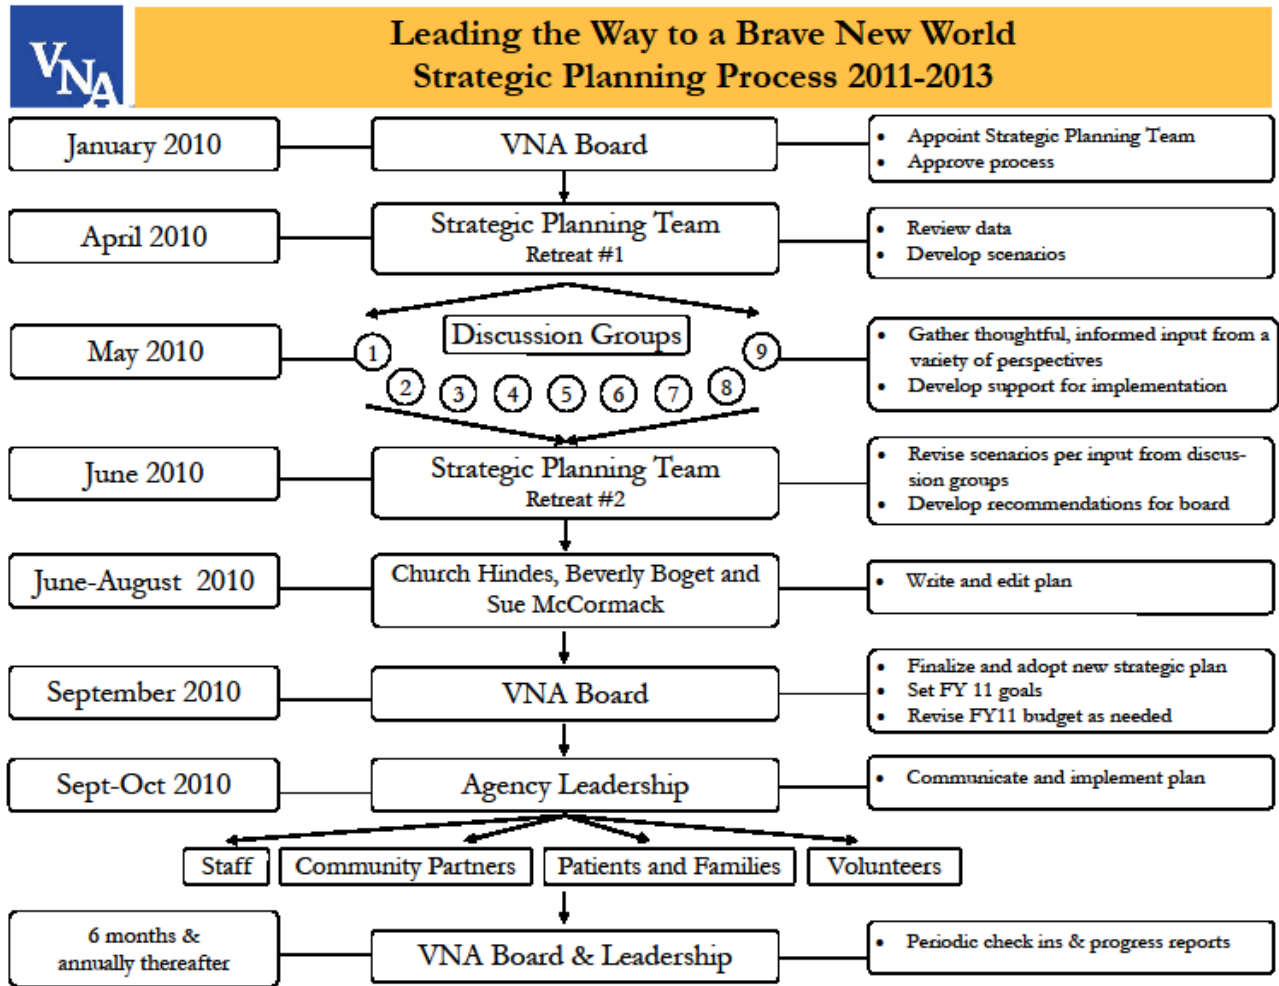 VNA
Leading the Way to a Brave New World
Strategic Planning Process 2011-2013
January 2010
VNA Board
• Appoint Strategic Planning Team
• Approve process
April 2010
Strategic Planning Team
Retreat #1
• Review data
• Develop scenarios
May 2010
Discussion Groups
1
2
3
4
5
6
7
8
9
• Gather thoughtful, informed input from a
variety of perspectives
• Develop support for implementation
June 2010
Strategic Planning Team
Retreat #2
• Revise scenarios per input from discus-
sion groups
• Develop recommendations for board
June-August 2010
Church Hindes, Beverly Boget and
Sue McCormack
• Write and edit plan
September 2010
VNA Board
• Finalize and adopt new strategic plan
• Set FY 11 goals
• Revise FY11 budget as needed
Sept-Oct 2010
Agency Leadership
• Communicate and implement plan
Staff
Community Partners
Patients and Families
Volunteers
6 months &
annually thereafter
VNA Board & Leadership
• Periodic check ins & progress reports